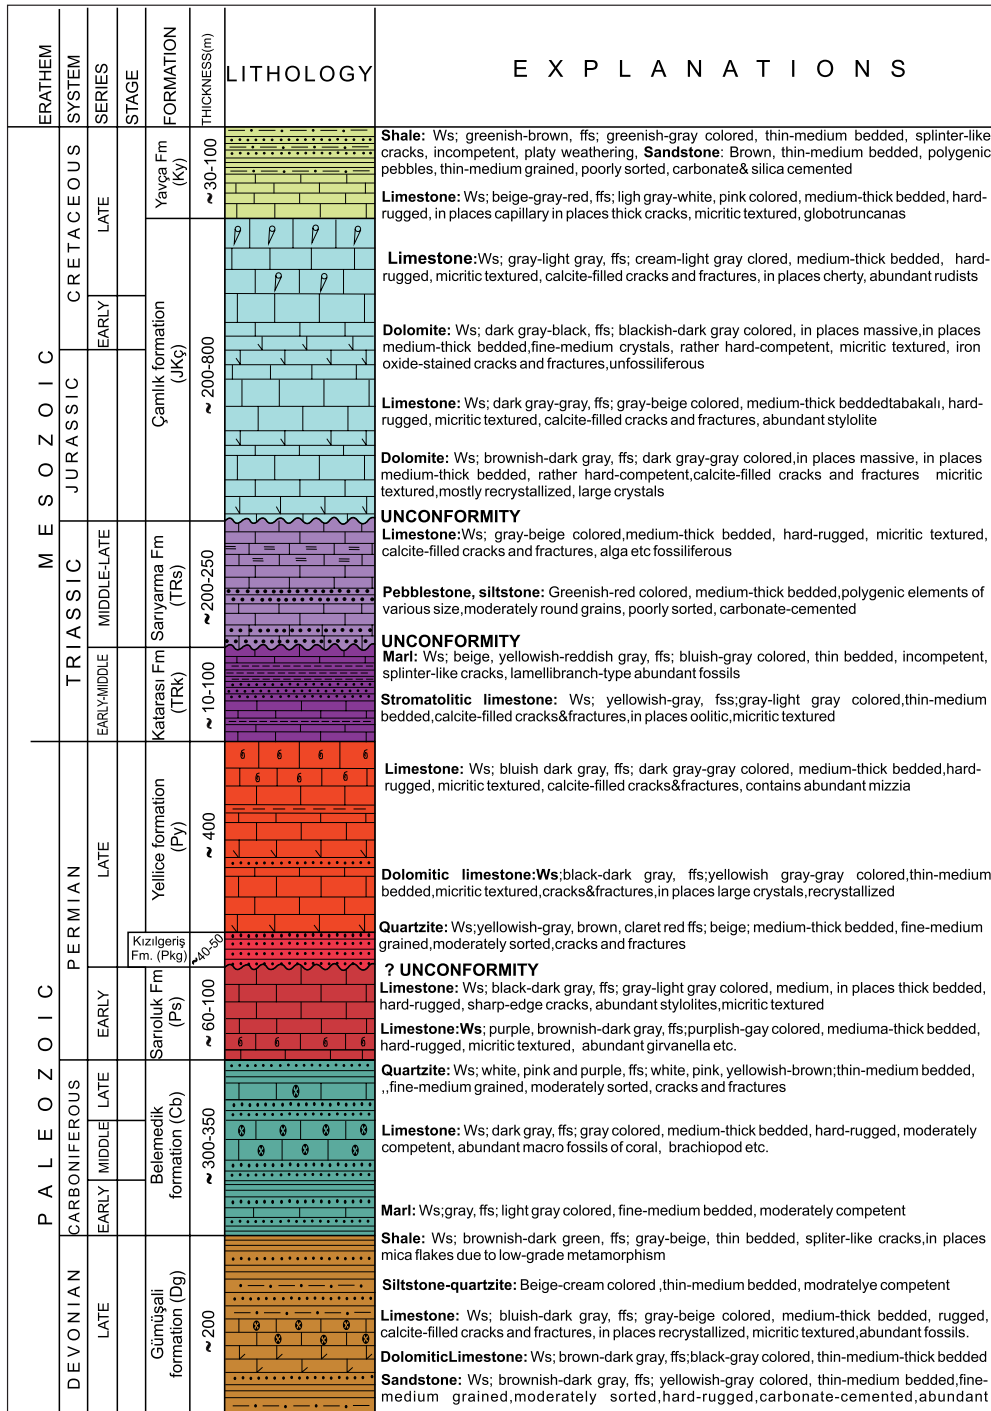 ERATHEM
SYSTEM
SERIES
STAGE
FORMATION
THICKNESS(m)
LITHOLOGY
EXPLANATIONS
MESOZOIC
CRETACEOUS
LATE
EARLY
JURASSIC
TRIASSIC
MIDDLE-LATE
EARLY-MIDDLE
PALEOZOIC
PERMIAN
LATE
EARLY
CARBONIFEROUS
LATE
MIDDLE
EARLY
DEVONIAN
LATE
Yavça Fm
(Ky)
~ 30-100
Çamlık formation
(JKç)
~ 200-800
Sarıyarma Fm
(TRs)
~200-250
Katarası Fm
(TRk)
~ 10-100
Yellice formation
(Py)
~ 400
Kızılgeriş
Fm. (Pkg)
~40-50
Sarıoluk Fm
(Ps)
~ 60-100
Belemedik
formation (Cb)
~ 300-350
Gümüşali
formation (Dg)
~200
Shale: Ws; greenish-brown, ffs; greenish-gray colored, thin-medium bedded, splinter-like
cracks, incompetent, platy weathering, Sandstone: Brown, thin-medium bedded, polygenic
pebbles, thin-medium grained, poorly sorted, carbonate& silica cemented
Limestone: Ws; beige-gray-red, ffs; ligh gray-white, pink colored, medium-thick bedded, hard-
rugged, in places capillary in places thick cracks, micritic textured, globotruncanas
Limestone:Ws; gray-light gray, ffs; cream-light gray clored, medium-thick bedded, hard-
rugged, micritic textured, calcite-filled cracks and fractures, in places cherty, abundant rudists
Dolomite: Ws; dark gray-black, ffs; blackish-dark gray colored, in places massive,in places
medium-thick bedded,fine-medium crystals, rather hard-competent, micritic textured, iron
oxide-stained cracks and fractures,unfossiliferous
Limestone: Ws; dark gray-gray, ffs; gray-beige colored, medium-thick beddedtabakalı, hard-
rugged, micritic textured, calcite-filled cracks and fractures, abundant stylolite
Dolomite: Ws; brownish-dark gray, ffs; dark gray-gray colored,in places massive, in places
medium-thick bedded, rather hard-competent,calcite-filled cracks and fractures micritic
textured,mostly recrystallized, large crystals
UNCONFORMITY
Limestone:Ws; gray-beige colored,medium-thick bedded, hard-rugged, micritic textured,
calcite-filled cracks and fractures, alga etc fossiliferous
Pebblestone, siltstone: Greenish-red colored, medium-thick bedded,polygenic elements of
various size,moderately round grains, poorly sorted, carbonate-cemented
UNCONFORMITY
Marl: Ws; beige, yellowish-reddish gray, ffs; bluish-gray colored, thin bedded, incompetent,
splinter-like cracks, lamellibranch-type abundant fossils
Stromatolitic limestone: Ws; yellowish-gray, fss;gray-light gray colored,thin-medium
bedded,calcite-filled cracks&fractures,in places oolitic,micritic textured
Limestone: Ws; bluish dark gray, ffs; dark gray-gray colored, medium-thick bedded,hard-
rugged, micritic textured, calcite-filled cracks&fractures, contains abundant mizzia
Dolomitic limestone:Ws;black-dark gray, ffs;yellowish gray-gray colored,thin-medium
bedded,micritic textured,cracks&fractures,in places large crystals,recrystallized
Quartzite: Ws;yellowish-gray, brown, claret red ffs; beige; medium-thick bedded, fine-medium
grained,moderately sorted,cracks and fractures
? UNCONFORMITY
Limestone: Ws; black-dark gray, ffs; gray-light gray colored, medium, in places thick bedded,
hard-rugged, sharp-edge cracks, abundant stylolites,micritic textured
Limestone:Ws; purple, brownish-dark gray, ffs;purplish-gay colored, mediuma-thick bedded,
hard-rugged, micritic textured, abundant girvanella etc.
Quartzite: Ws; white, pink and purple, ffs; white, pink, yellowish-brown;thin-medium bedded,
,,fine-medium grained, moderately sorted, cracks and fractures
Limestone: Ws; dark gray, ffs; gray colored, medium-thick bedded, hard-rugged, moderately
competent, abundant macro fossils of coral, brachiopod etc.
Marl: Ws;gray, ffs; light gray colored, fine-medium bedded, moderately competent
Shale: Ws; brownish-dark green, ffs; gray-beige, thin bedded, spliter-like cracks,in places
mica flakes due to low-grade metamorphism
Siltstone-quartzite: Beige-cream colored ,thin-medium bedded, modratelye competent
Limestone: Ws; bluish-dark gray, ffs; gray-beige colored, medium-thick bedded, rugged,
calcite-filled cracks and fractures, in places recrystallized, micritic textured,abundant fossils.
DolomiticLimestone: Ws; brown-dark gray, ffs;black-gray colored, thin-medium-thick bedded
Sandstone: Ws; brownish-dark gray, ffs; yellowish-gray colored, thin-medium bedded,fine-
medium grained,moderately sorted,hard-rugged,carbonate-cemented,abundant